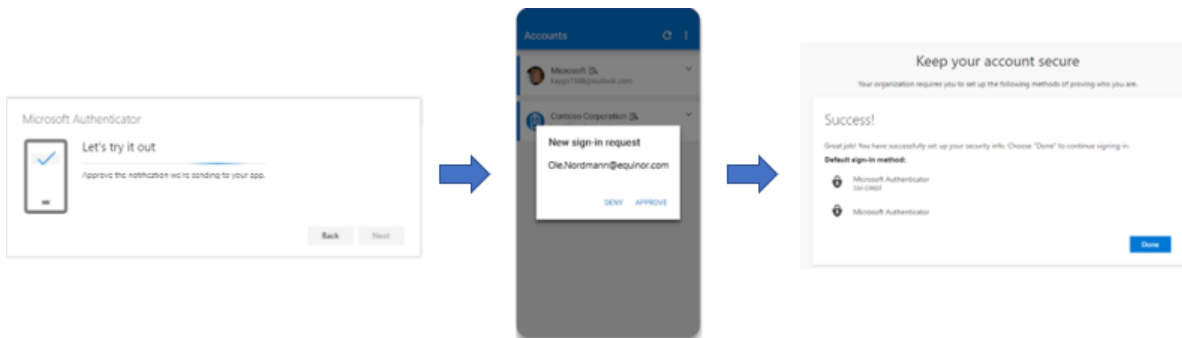 Microsoft Authenticator
Let's try it out
Approve the notification we're sending to your app.
Back Next
Accounts
Microsoft
Contoso Corporation
New sign-in request
Ole.Nordmann@equinor.com
DENY APPROVE
Keep your account secure
Your organization requires you to set up the following methods of proving who you are.
Success!
Great job! You have successfully set up your security info. Choose "Done" to continue signing in.
Default sign-in method:
Microsoft Authenticator
Microsoft Authenticator
Done